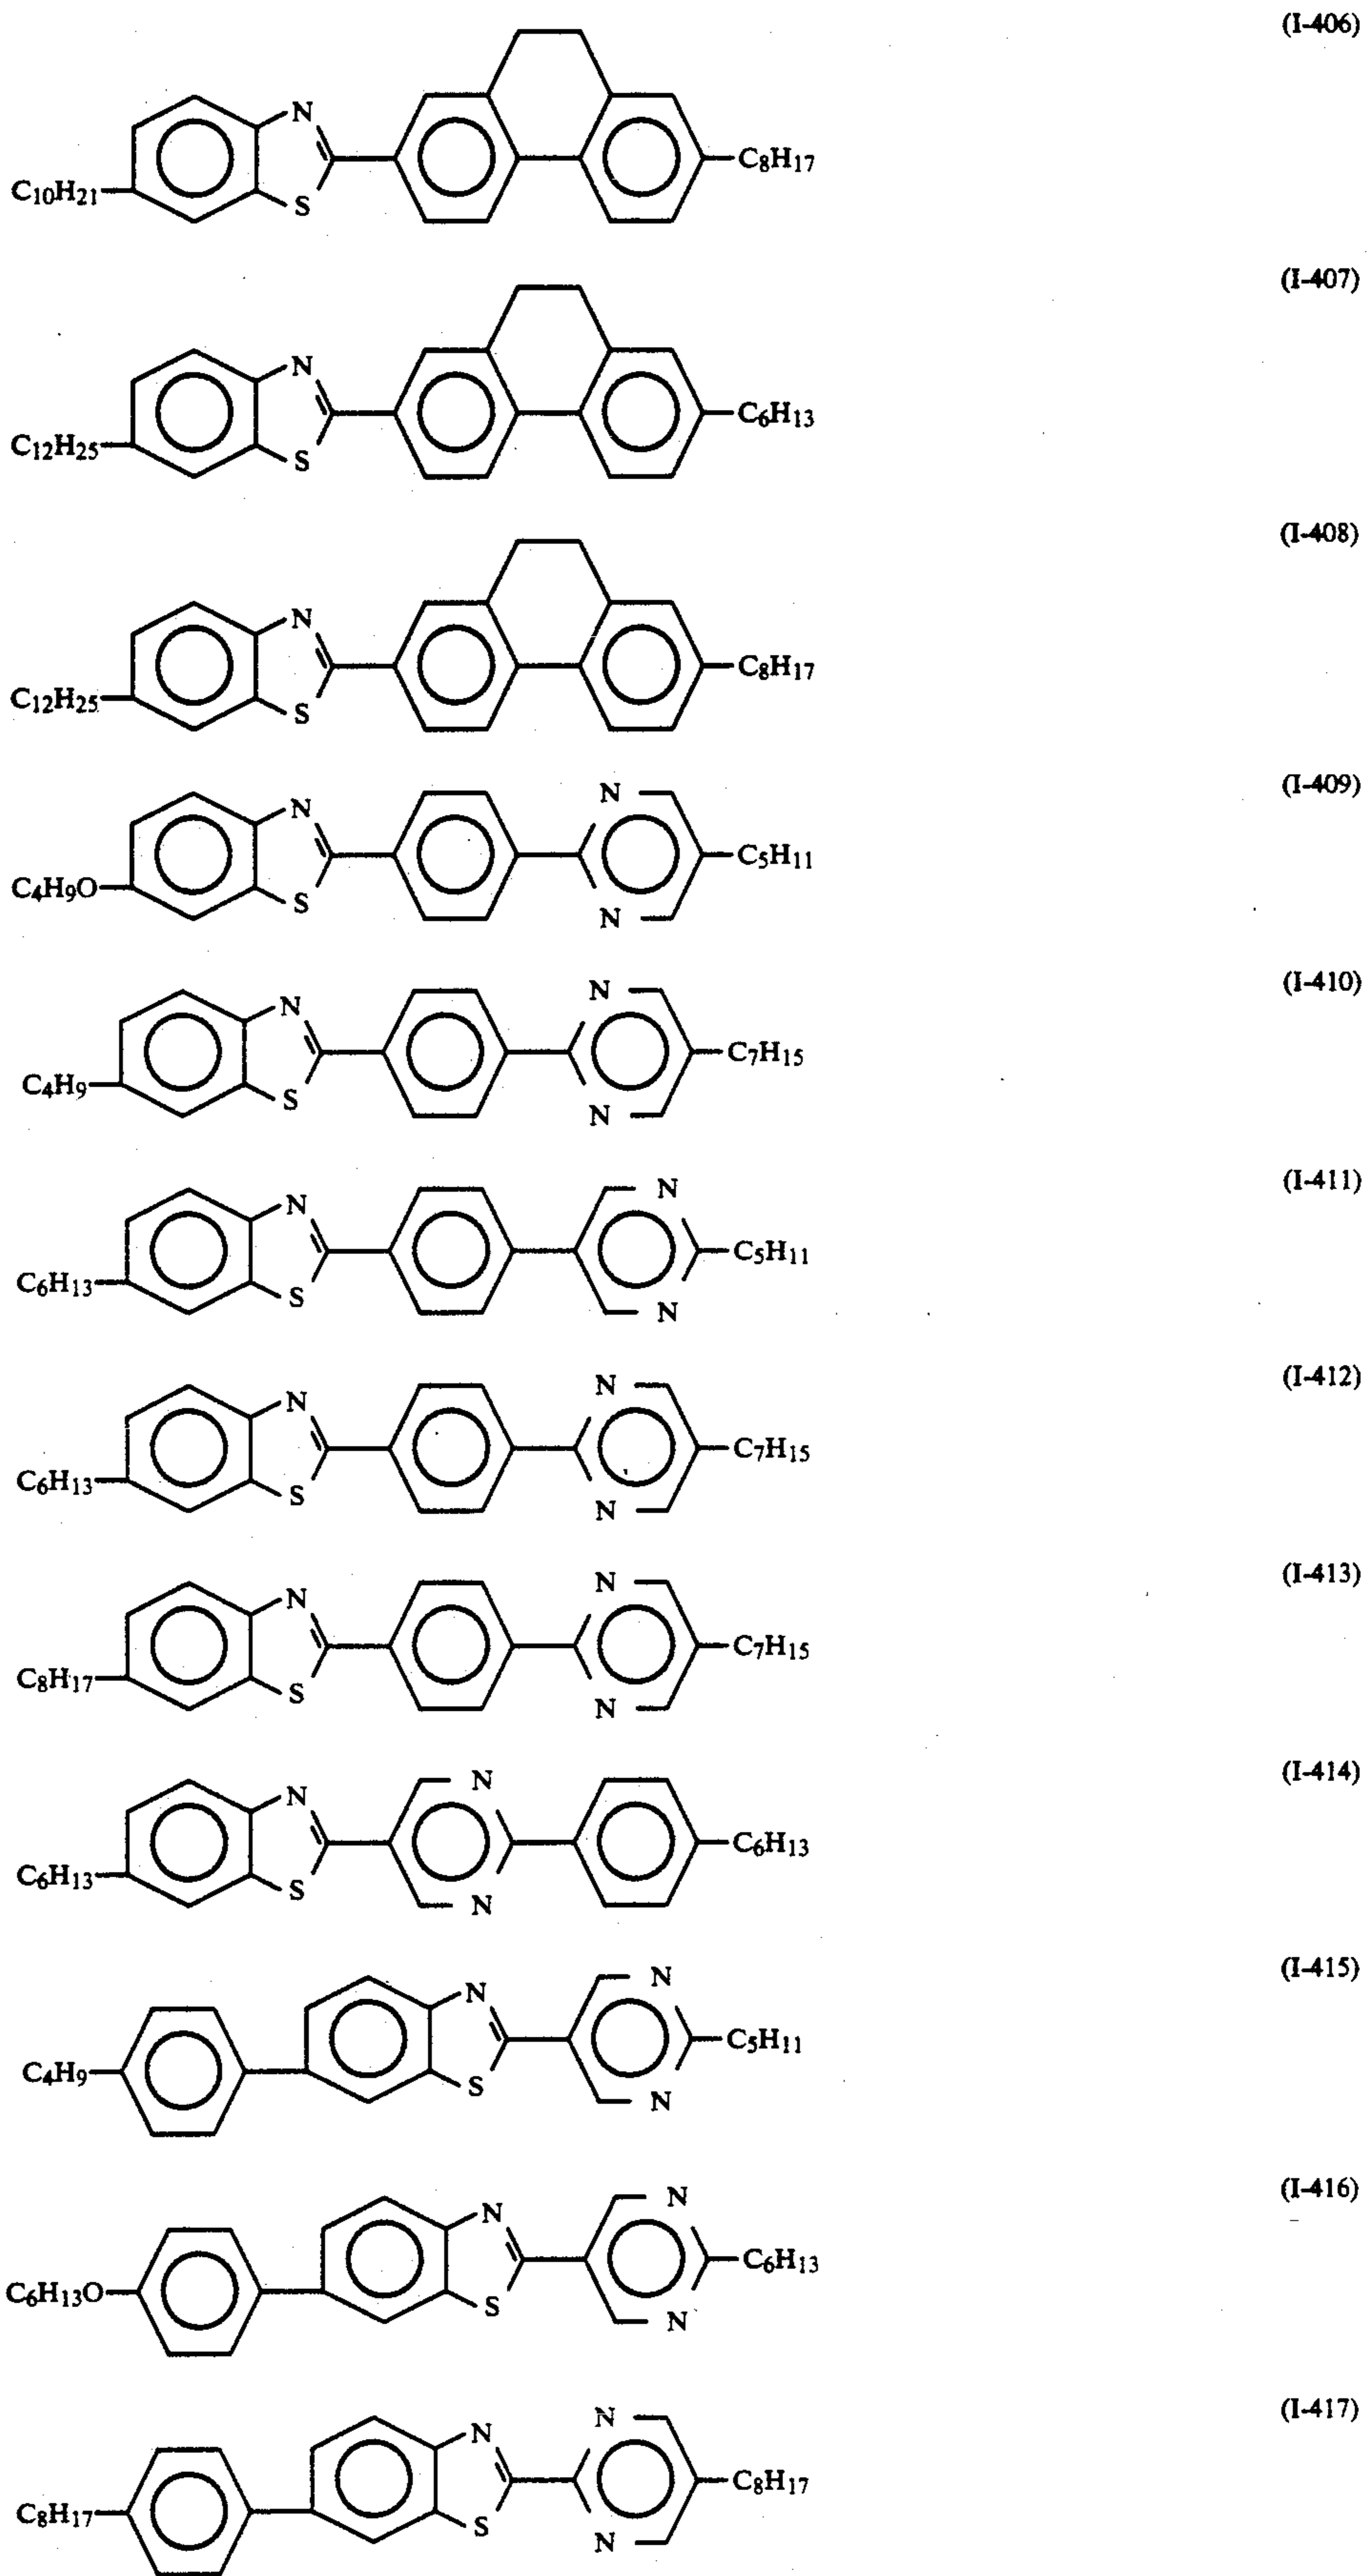 (I-406)
N
C10H21
S
C8H17
(I-407)
N
C12H25
S
C6H13
(I-408)
N
C12H25
S
C8H17
(I-409)
N N
C4H9O
S N
C5H11
(I-410)
N N
C4H9
S N
C7H15
(I-411)
N N
C6H13
S N
C5H11
(I-412)
N N
C6H13
S N
C7H15
(I-413)
N N
C8H17
S N
C7H15
(I-414)
N N
C6H13
S N
C6H13
(I-415)
N N
C4H9
S N
C5H11
(I-416)
N N
C6H13O
S N
C6H13
(I-417)
N N
C8H17
S N
C8H17